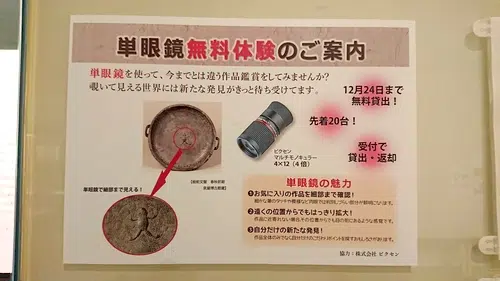 単眼鏡無料体験のご案内
単眼鏡を使って、今までとは違う作品鑑賞をしてみませんか?
覗いて見える世界には新たな発見がきっと待ち受けてます。
12月24日まで
無料貸出!
先着20台!
受付で
貸出・返却
ビクセン
マルチモノキュラー
4×12(4倍)
単眼鏡で細部まで見える!
単眼鏡の魅力
①お気に入りの作品を細部まで確認!
②遠くの位置からでもはっきり拡大!
③自分だけの新たな発見!
協力:株式会社 ビクセン